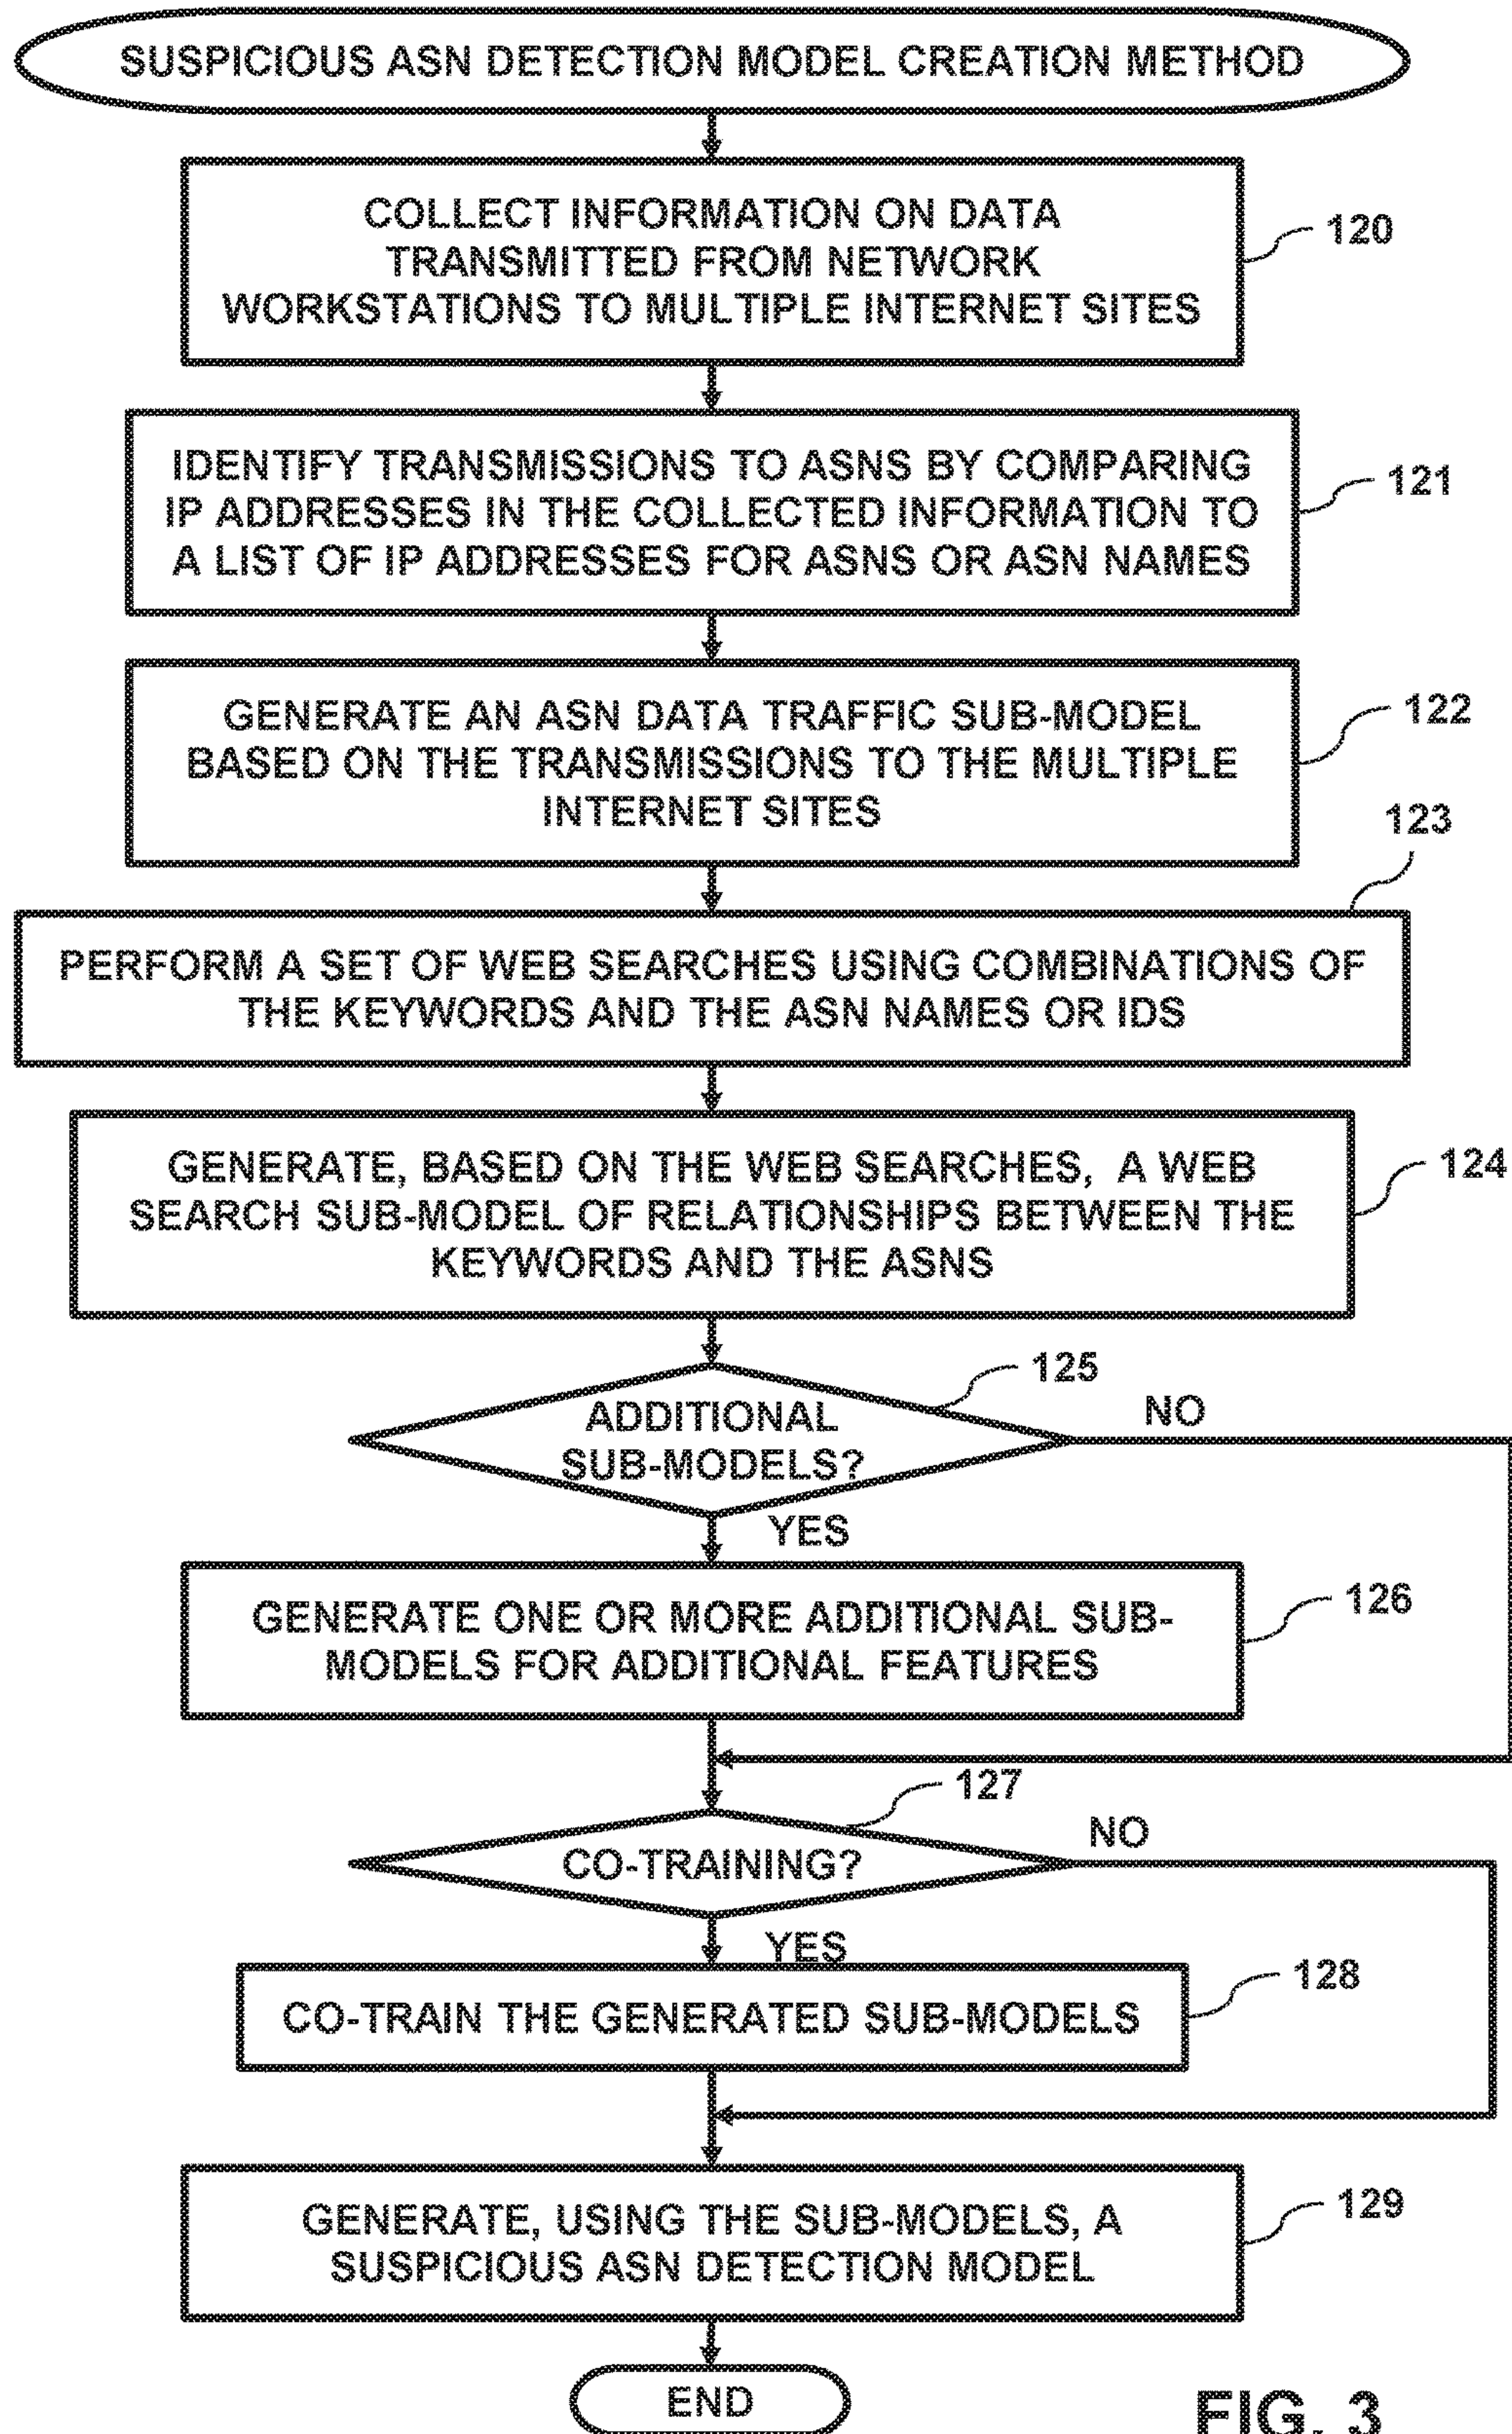 SUSPICIOUS ASN DETECTION MODEL CREATION METHOD
COLLECT INFORMATION ON DATA
TRANSMITTED FROM NETWORK
WORKSTATIONS TO MULTIPLE INTERNET SITES
120
IDENTIFY TRANSMISSIONS TO ASNS BY COMPARING
IP ADDRESSES IN THE COLLECTED INFORMATION TO
A LIST OF IP ADDRESSES FOR ASNS OR ASN NAMES
121
GENERATE AN ASN DATA TRAFFIC SUB-MODEL
BASED ON THE TRANSMISSIONS TO THE MULTIPLE
INTERNET SITES
122
123
PERFORM A SET OF WEB SEARCHES USING COMBINATIONS OF
THE KEYWORDS AND THE ASN NAMES OR IDS
GENERATE, BASED ON THE WEB SEARCHES, A WEB
SEARCH SUB-MODEL OF RELATIONSHIPS BETWEEN THE
KEYWORDS AND THE ASNS
124
125
ADDITIONAL
SUB-MODELS?
NO
YES
GENERATE ONE OR MORE ADDITIONAL SUB-
MODELS FOR ADDITIONAL FEATURES
126
127
CO-TRAINING?
NO
YES
CO-TRAIN THE GENERATED SUB-MODELS
128
GENERATE, USING THE SUB-MODELS, A
SUSPICIOUS ASN DETECTION MODEL
129
END
FIG. 3